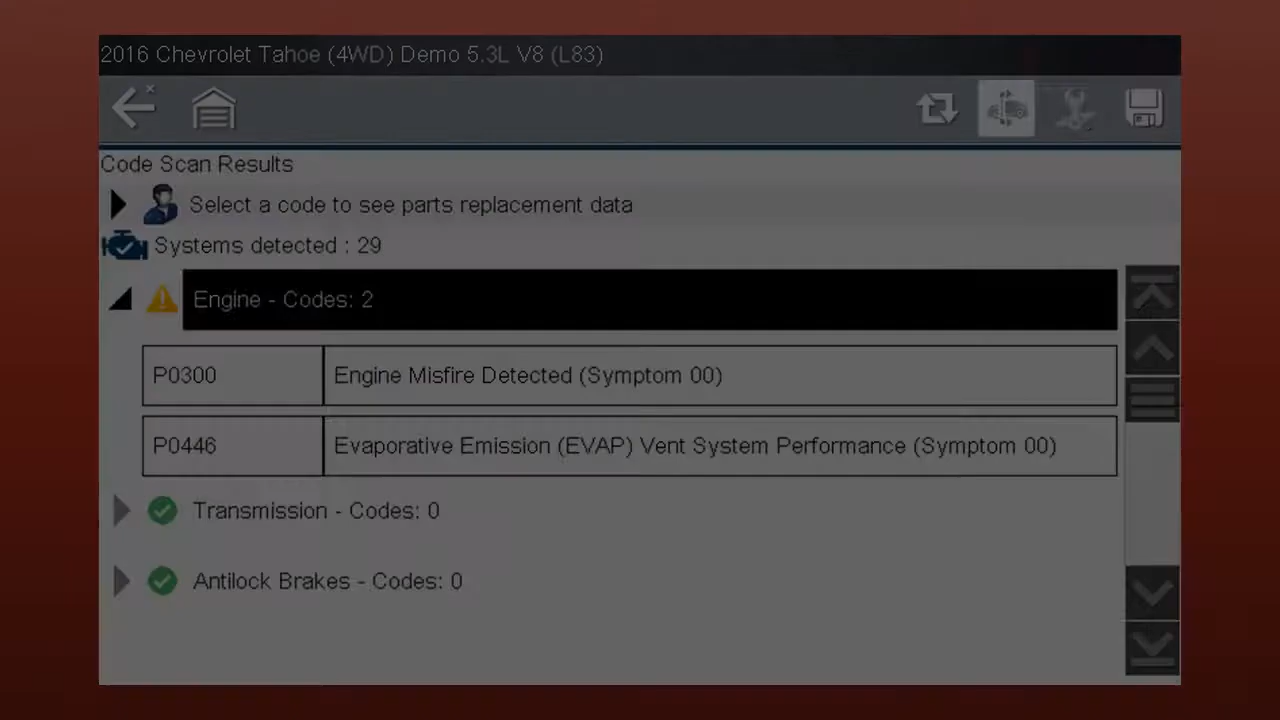 2016 Chevrolet Tahoe (4WD) Demo 5.3L V8 (L83)
Code Scan Results
Select a code to see parts replacement data
Systems detected : 29
Engine - Codes: 2
P0300 Engine Misfire Detected (Symptom 00)
P0446 Evaporative Emission (EVAP) Vent System Performance (Symptom 00)
Transmission - Codes: 0
Antilock Brakes - Codes: 0